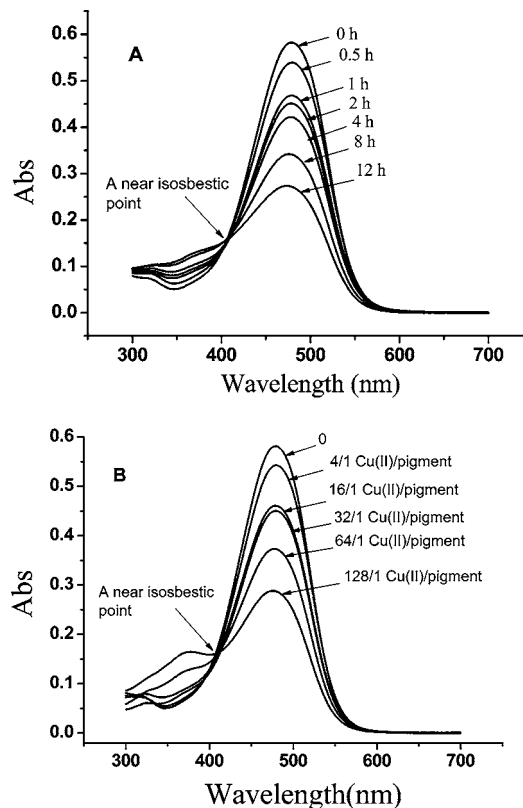 A
0.6
0.5
0.4
0.3
0.2
0.1
0.0
Abs
0 h
0.5 h
1 h
2 h
4 h
8 h
12 h
A near isosbestic
point
300
400
500
600
700
Wavelength (nm)
B
0.6
0.5
0.4
0.3
0.2
0.1
0.0
Abs
0
4/1 Cu(II)/pigment
16/1 Cu(II)/pigment
32/1 Cu(II)/pigment
64/1 Cu(II)/pigment
128/1 Cu(II)/pigment
A near isosbestic
point
300
400
500
600
700
Wavelength(nm)